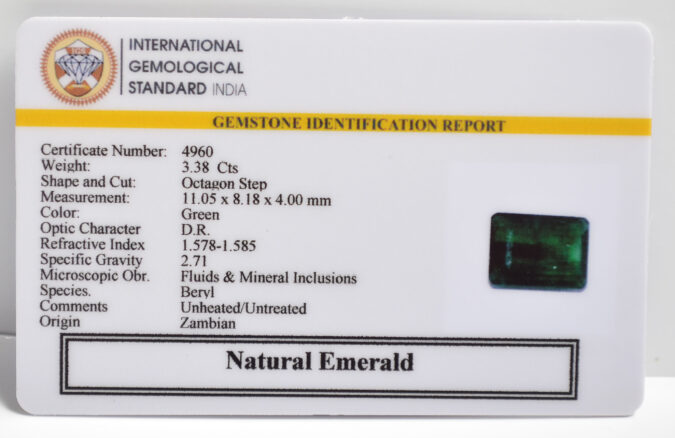 IGS
INTERNATIONAL
GEMOLOGICAL
STANDARD INDIA
GEMSTONE IDENTIFICATION REPORT
Certificate Number: 4960
Weight: 3.38 Cts
Shape and Cut: Octagon Step
Measurement: 11.05 x 8.18 x 4.00 mm
Color: Green
Optic Character D.R.
Refractive Index 1.578-1.585
Specific Gravity 2.71
Microscopic Obr. Fluids & Mineral Inclusions
Species. Beryl
Comments Unheated/Untreated
Origin Zambian
Natural Emerald